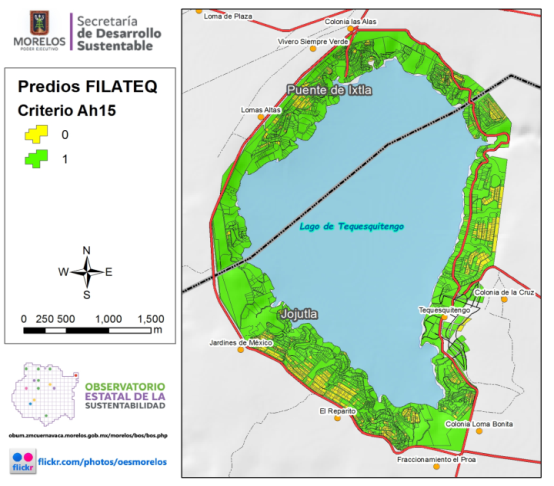 MORELOS
PODER EJECUTIVO
Secretaría
de Desarrollo
Sustentable
Predios FILATEQ
Criterio Ah15
0
1
N
W E
S
0 250 500 1,000 1,500
m
OBSERVATORIO
ESTATAL DE LA
SUSTENTABILIDAD
obum.zmcuernavaca.morelos.gob.mx/morelos/bos/bos.php
flickr
flickr.com/photos/oesmorelos
Loma de Plaza
Colonia las Alas
Vivero Siempre Verde
Puente de Ixtla
Lomas Altas
Lago de Tequesquitengo
Colonia de la Cruz
Tequesquitengo
Jojutla
Jardines de México
El Reparito
Colonia Loma Bonita
Fraccionamiento el Proa